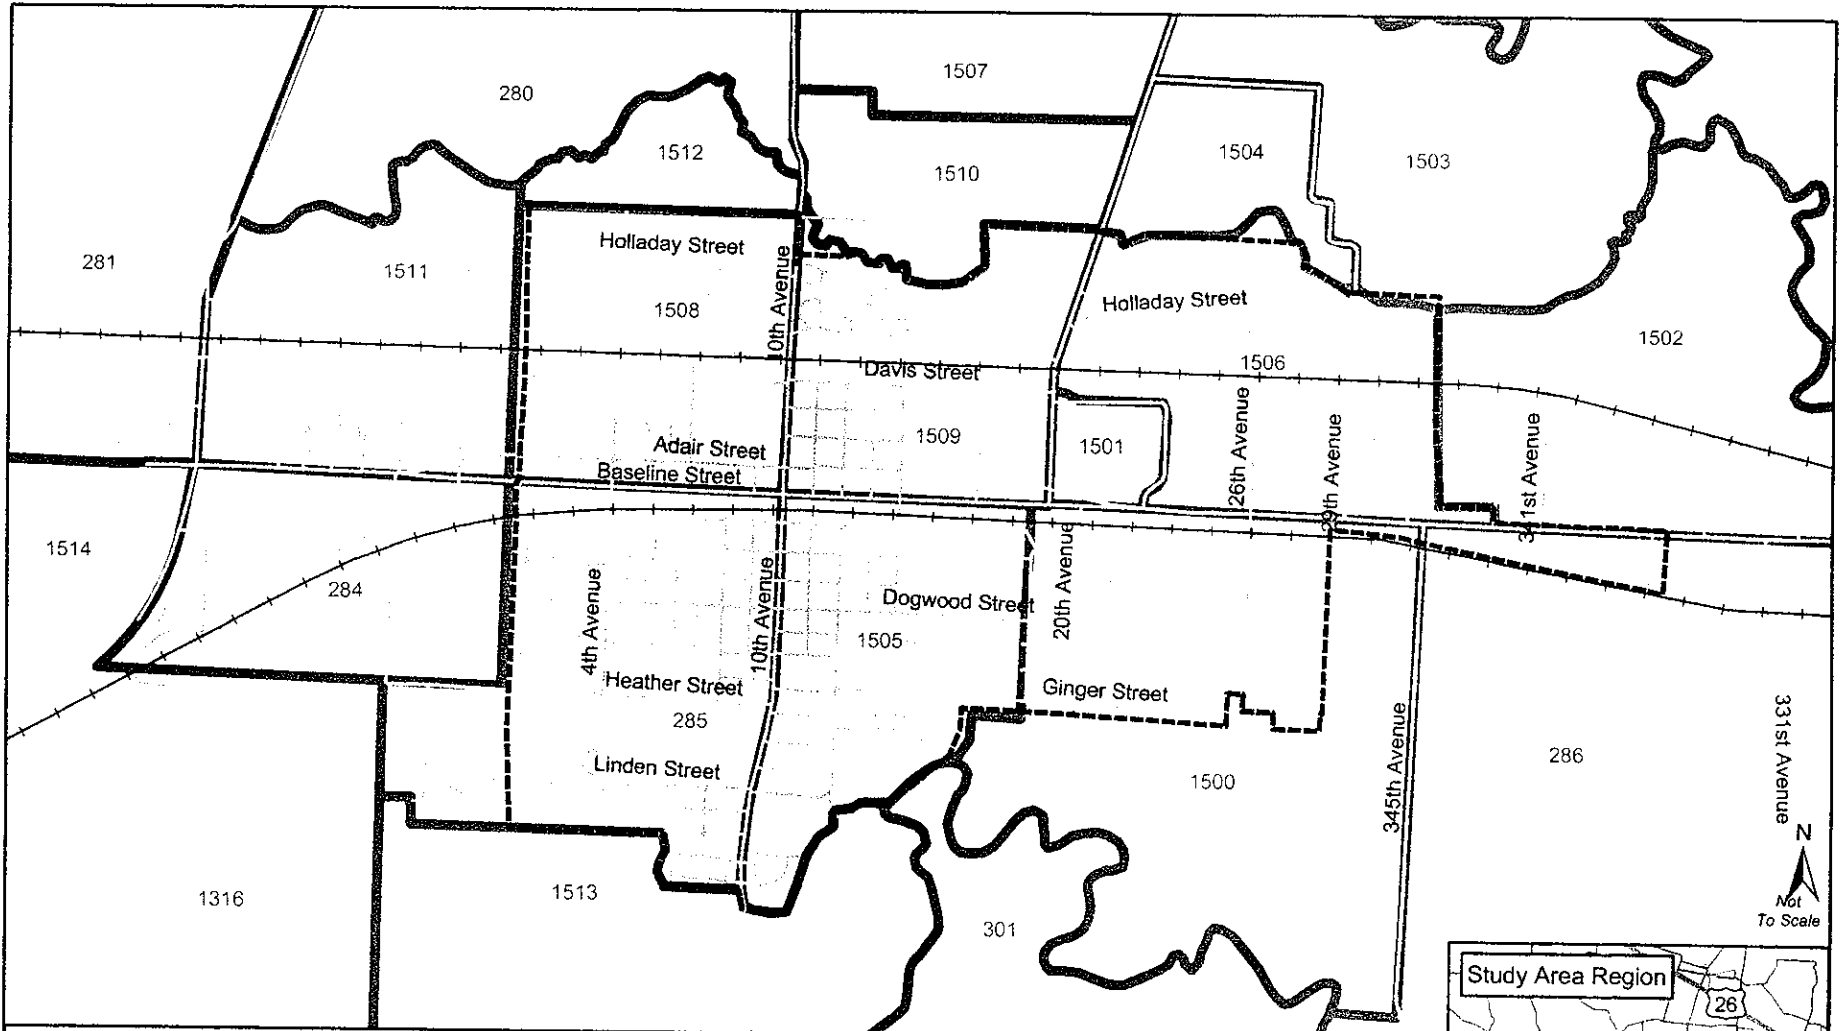 1507
280
1512
1504
1503
1510
Holladay Street
281
1511
10th Avenue
1508
Holladay Street
1502
1506
Davis Street
1509
Adair Street
1501
26th Avenue
29th Avenue
341st Avenue
Baseline Street
1514
284
4th Avenue
10th Avenue
Dogwood Street
20th Avenue
1505
Heather Street
Ginger Street
285
345th Avenue
331st Avenue
Linden Street
1500
286
N
Not
To Scale
1316
1513
301
Study Area Region
26